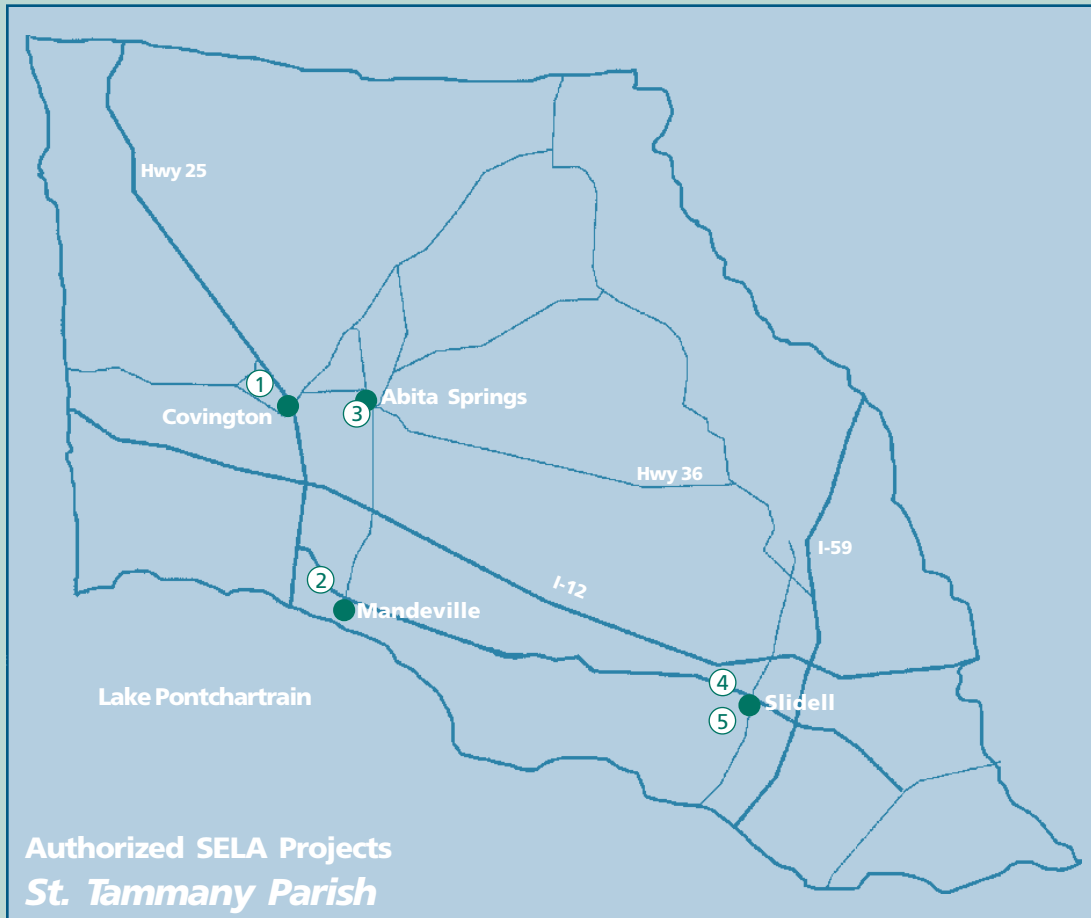 Hwy 25
1
Abita Springs
3
Covington
Hwy 36
I-59
2
I-12
Mandeville
4
Lake Pontchartrain
Slidell
5
Authorized SELA Projects
St. Tammany Parish